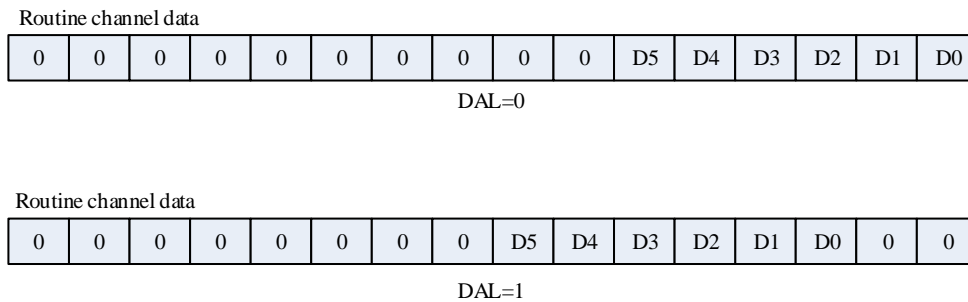 Routine channel data
0 0 0 0 0 0 0 0 0 0 D5 D4 D3 D2 D1 D0
DAL=0
Routine channel data
0 0 0 0 0 0 0 0 D5 D4 D3 D2 D1 D0 0 0
DAL=1